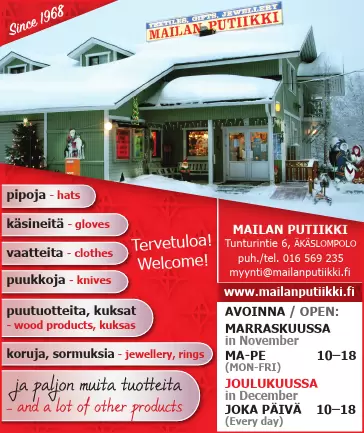 Since 1968
TEXTILES, GIFTS, JEWELLERY
MAILAN PUTIIKKI
pipoja - hats
käsineitä - gloves
vaatteita - clothes
puukkoja - knives
puutuotteita, kuksat
- wood products, kuksas
koruja, sormuksia - jewellery, rings
ja paljon muita tuotteita
- and a lot of other products
Tervetuloa!
Welcome!
MAILAN PUTIIKKI
Tunturintie 6, ÄKÄSLOMPOLO
puh./tel. 016 569 235
myynti@mailanputiikki.fi
www.mailanputiikki.fi
AVOINNA / OPEN:
MARRASKUUSSA
in November
MA-PE 10–18
(MON-FRI)
JOULUKUUSSA
in December
JOKA PÄIVÄ 10–18
(Every day)